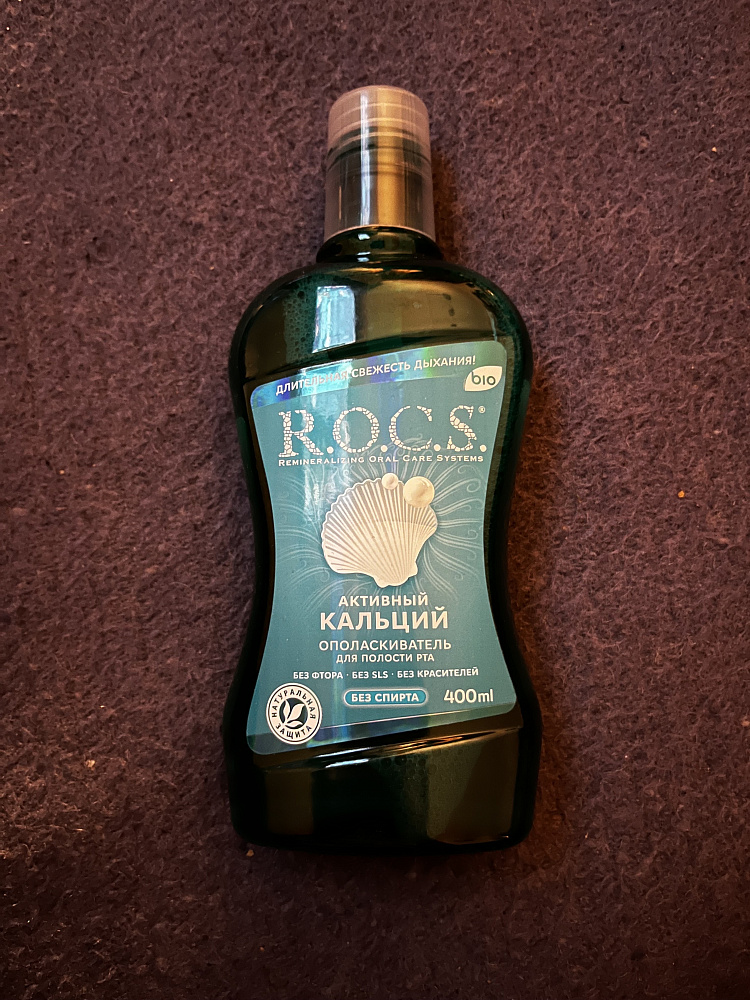 ДЛИТЕЛЬНАЯ СВЕЖЕСТЬ ДЫХАНИЯ!
bio
R.O.C.S.®
REMINERALIZING ORAL CARE SYSTEMS
АКТИВНЫЙ
КАЛЬЦИЙ
ОПОЛАСКИВАТЕЛЬ
ДЛЯ ПОЛОСТИ РТА
БЕЗ ФТОРА · БЕЗ SLS · БЕЗ КРАСИТЕЛЕЙ
БЕЗ СПИРТА
400ml
НАТУРАЛЬНАЯ
ЗАЩИТА